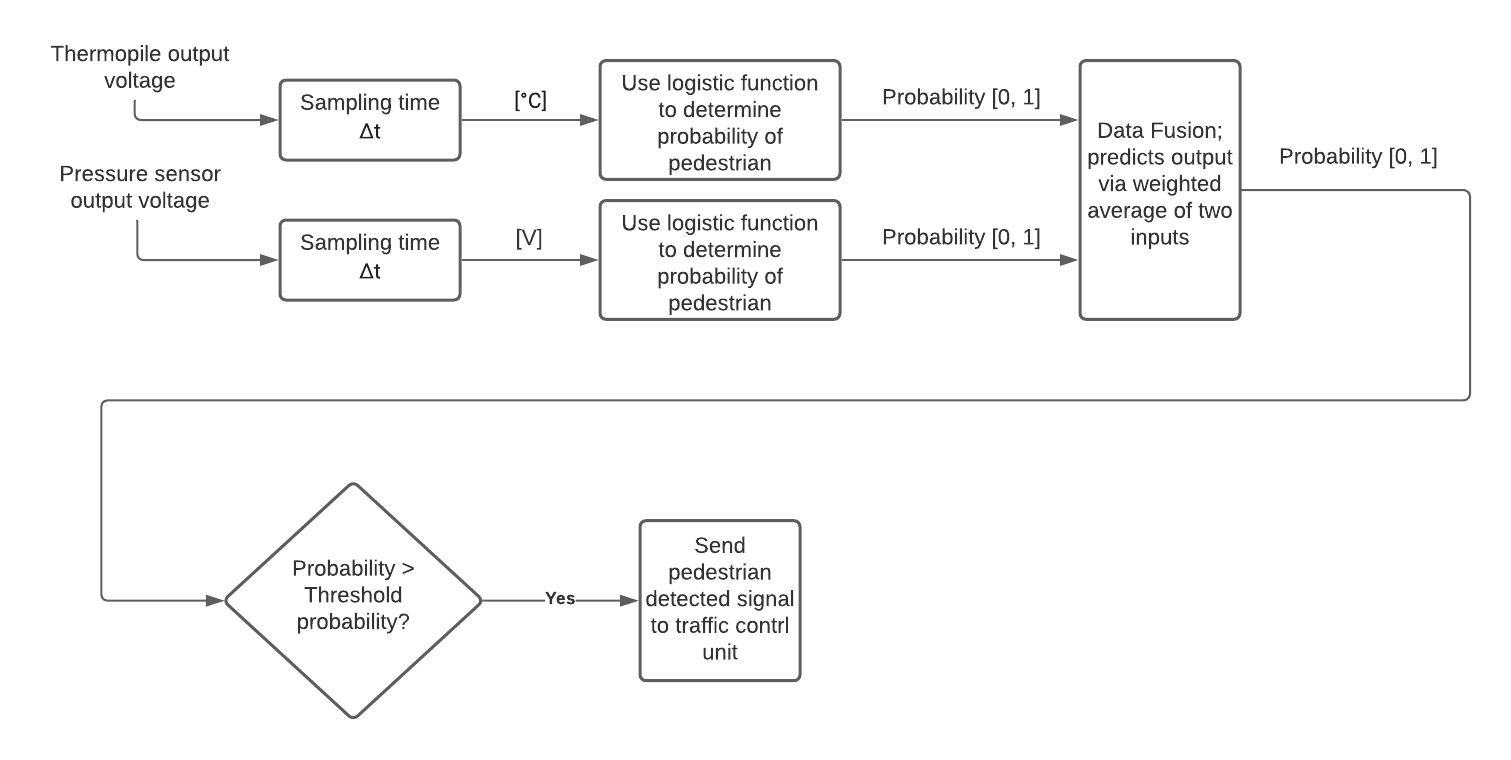 Thermopile output
voltage
Sampling time
Δt
[°C]
Use logistic function
to determine
probability of
pedestrian
Probability [0, 1]
Pressure sensor
output voltage
Sampling time
Δt
[V]
Use logistic function
to determine
probability of
pedestrian
Probability [0, 1]
Data Fusion;
predicts output
via weighted
average of two
inputs
Probability [0, 1]
Probability >
Threshold
probability?
Yes
Send
pedestrian
detected signal
to traffic contrl
unit